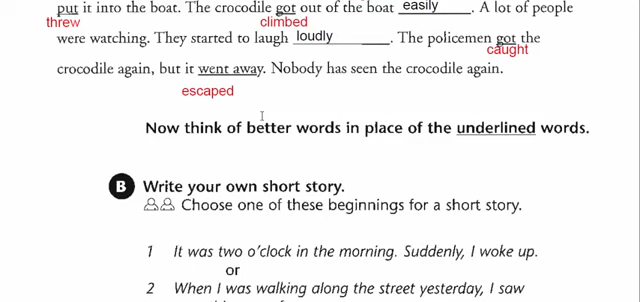 put it into the boat. The crocodile got out of the boat easily. A lot of people
threw climbed
were watching. They started to laugh loudly. The policemen got the
caught
crocodile again, but it went away. Nobody has seen the crocodile again.
escaped
Now think of better words in place of the underlined words.
B Write your own short story.
Choose one of these beginnings for a short story.
1 It was two o'clock in the morning. Suddenly, I woke up.
or
2 When I was walking along the street yesterday, I saw